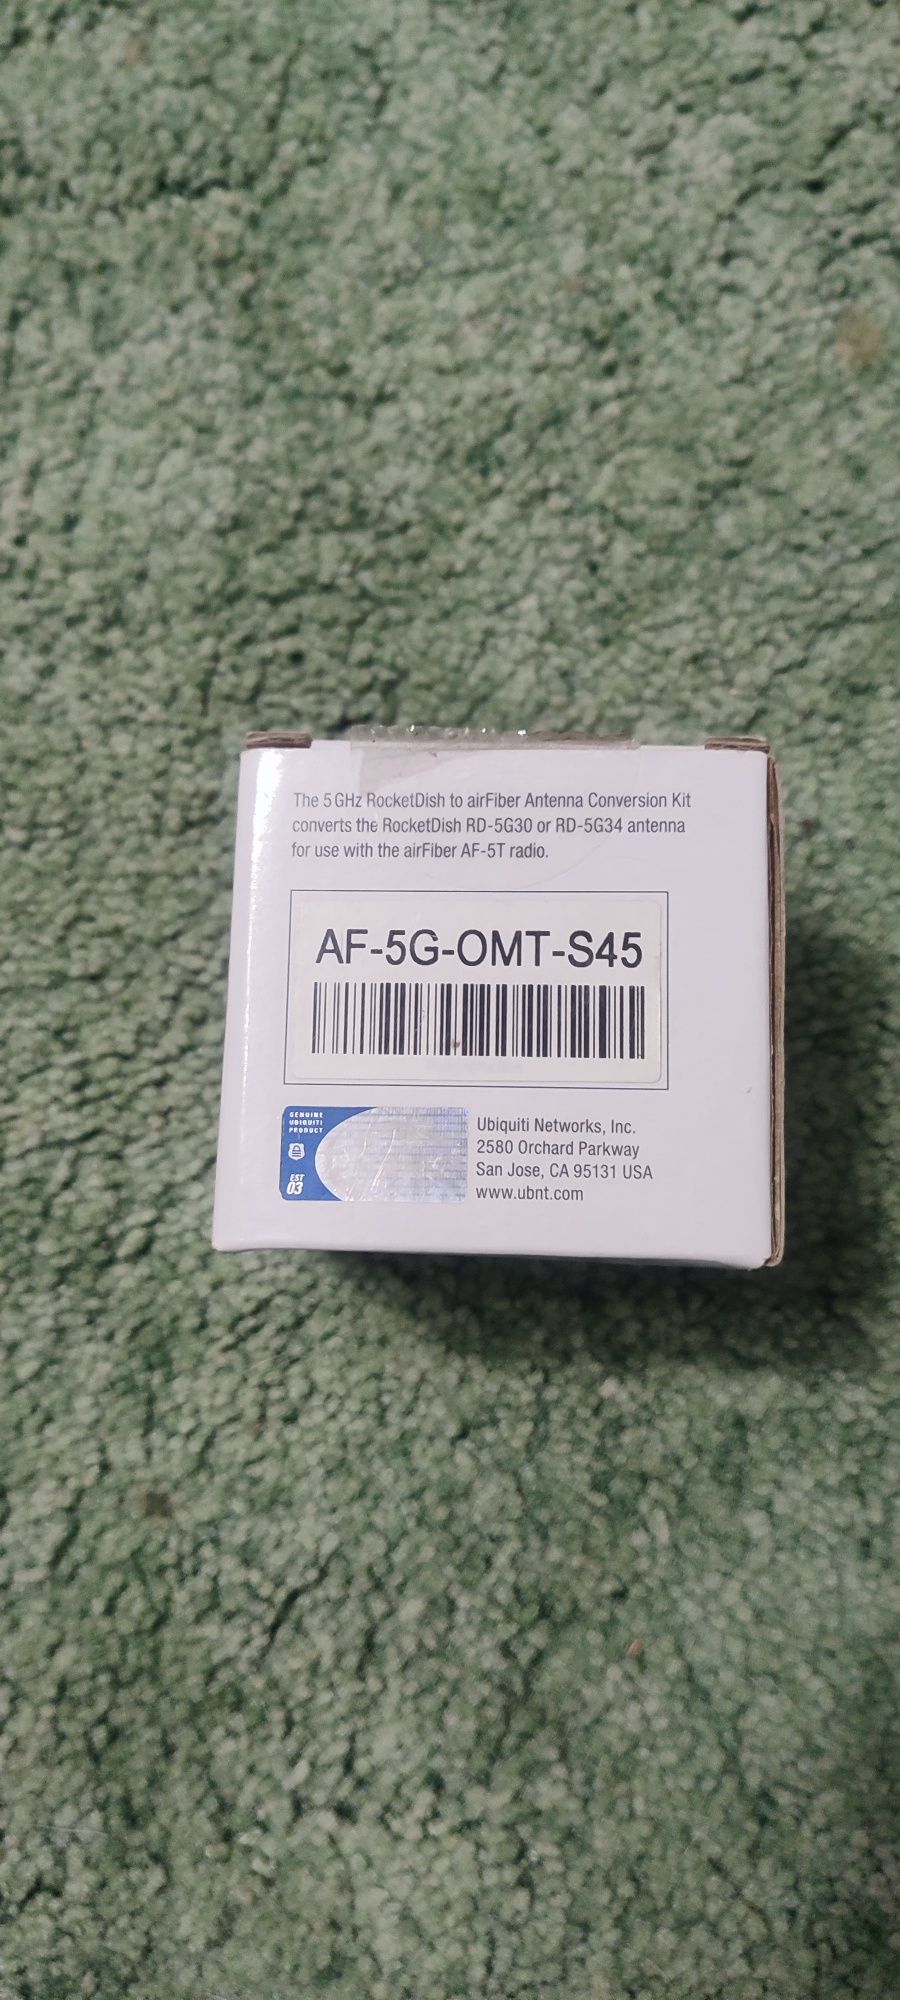 The 5 GHz RocketDish to airFiber Antenna Conversion Kit
converts the RocketDish RD-5G30 or RD-5G34 antenna
for use with the airFiber AF-5T radio.
AF-5G-OMT-S45
GENUINE
UBIQUITI
PRODUCT
EST
03
Ubiquiti Networks, Inc.
2580 Orchard Parkway
San Jose, CA 95131 USA
www.ubnt.com